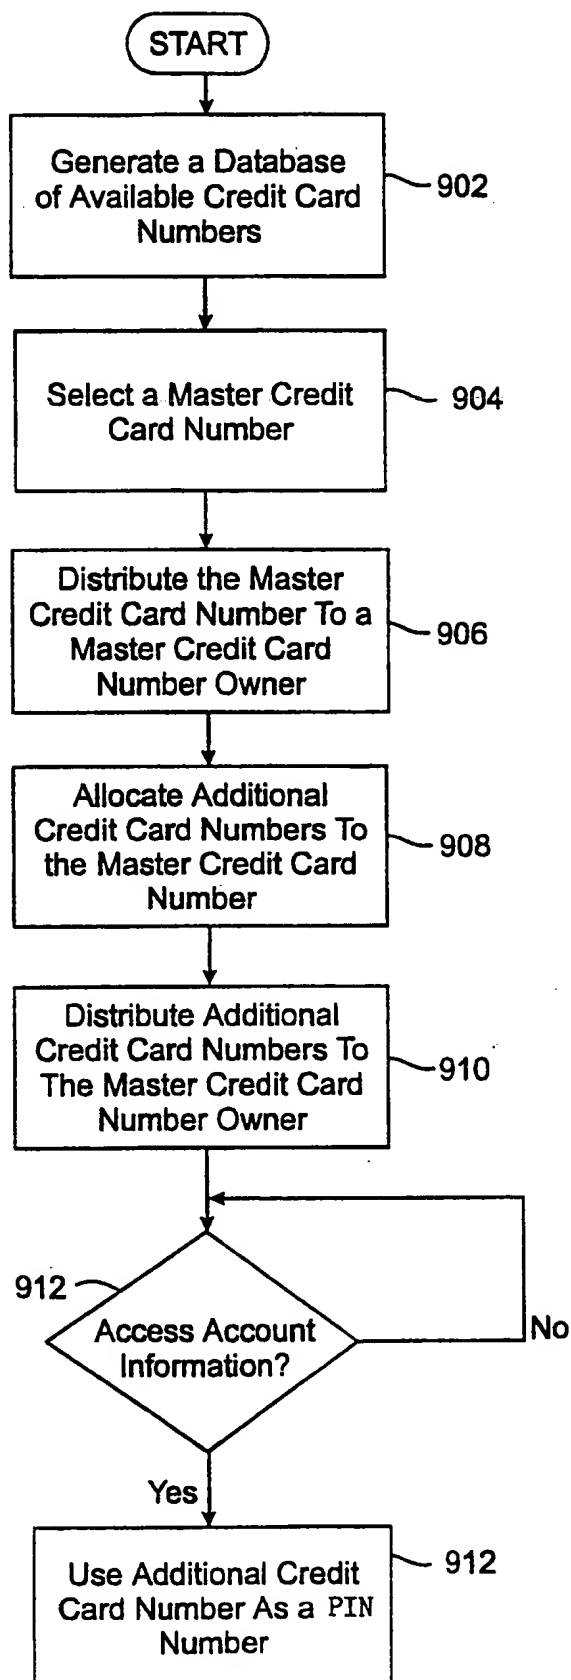 START
Generate a Database
of Available Credit Card
Numbers
902
Select a Master Credit
Card Number
904
Distribute the Master
Credit Card Number To a
Master Credit Card
Number Owner
906
Allocate Additional
Credit Card Numbers To
the Master Credit Card
Number
908
Distribute Additional
Credit Card Numbers To
The Master Credit Card
Number Owner
910
912
Access Account
Information?
No
Yes
Use Additional Credit
Card Number As a PIN
Number
912